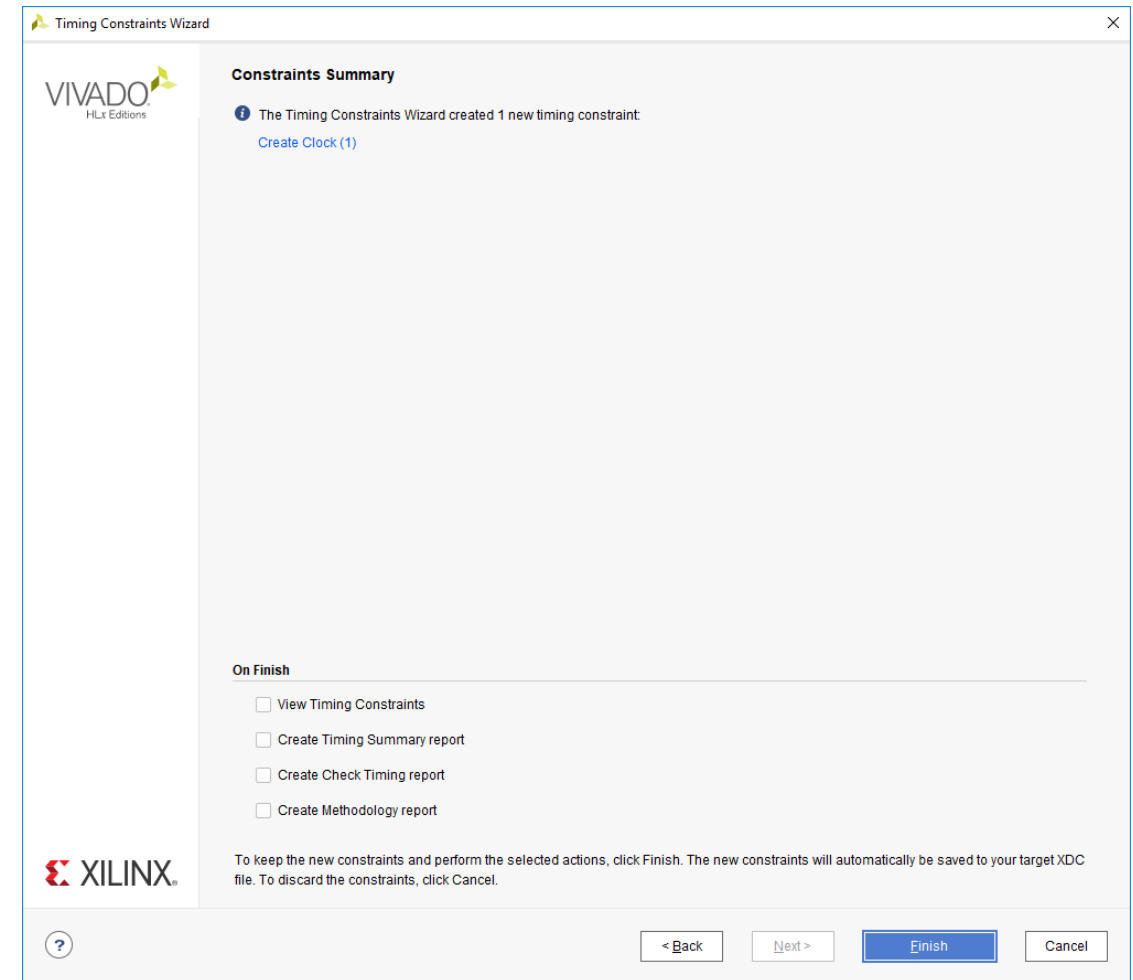 Timing Constraints Wizard
VIVADO.
HLx Editions
Constraints Summary
The Timing Constraints Wizard created 1 new timing constraint:
Create Clock (1)
On Finish
View Timing Constraints
Create Timing Summary report
Create Check Timing report
Create Methodology report
To keep the new constraints and perform the selected actions, click Finish. The new constraints will automatically be saved to your target XDC
file. To discard the constraints, click Cancel.
XILINX.
?
< Back
Next >
Finish
Cancel